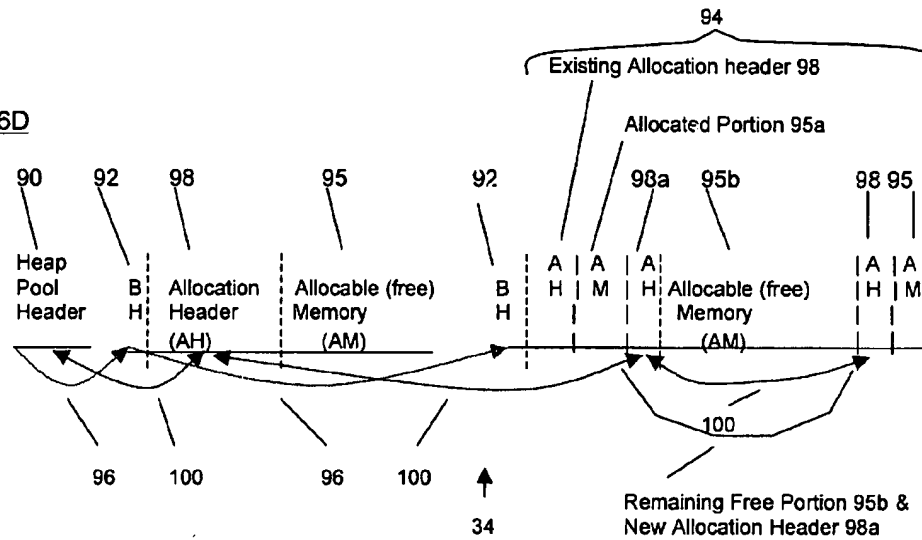 94
Existing Allocation header 98
6D
Allocated Portion 95a
90 92 98 95 92 98a 95b 98 95
Heap
Pool
Header
B
H
Allocation
Header
(AH)
Allocable (free)
Memory
(AM)
B
H
A
H
A
M
A
H
Allocable (free)
Memory
(AM)
A
H
A
M
100
96 100 96 100
34
Remaining Free Portion 95b &
New Allocation Header 98a